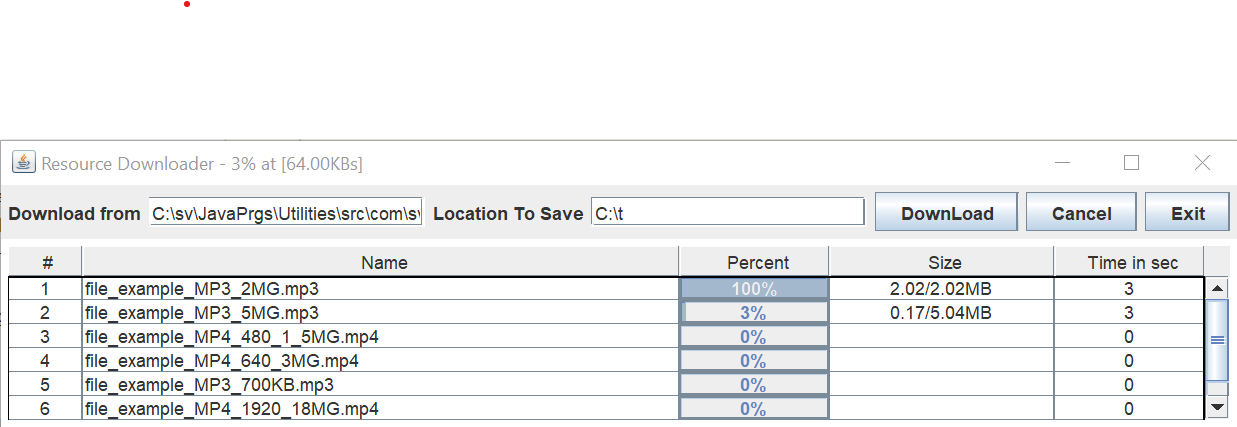 Resource Downloader - 3% at [64.00KBs]
Download from C:\sv\JavaPrgs\Utilities\src\com\sv Location To Save C:\t DownLoad Cancel Exit
# Name Percent Size Time in sec
1 file_example_MP3_2MG.mp3 100% 2.02/2.02MB 3
2 file_example_MP3_5MG.mp3 3% 0.17/5.04MB 3
3 file_example_MP4_480_1_5MG.mp4 0% 0
4 file_example_MP4_640_3MG.mp4 0% 0
5 file_example_MP3_700KB.mp3 0% 0
6 file_example_MP4_1920_18MG.mp4 0% 0